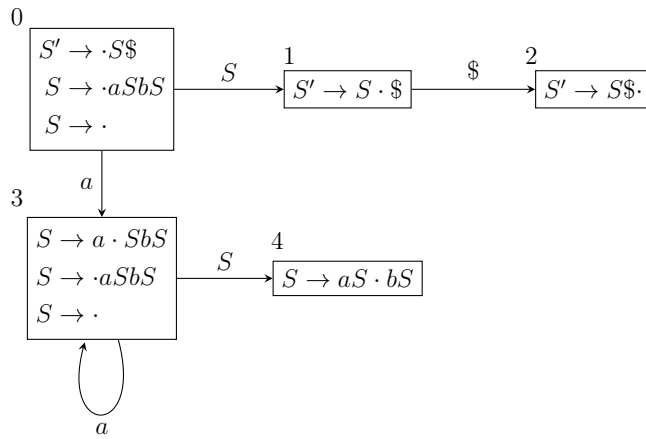 0
S′ → ·S$
S → ·aSbS
S → ·
S
1
S′ → S · $
$
2
S′ → S$·
a
3
S → a · SbS
S → ·aSbS
S → ·
S
4
S → aS · bS
a